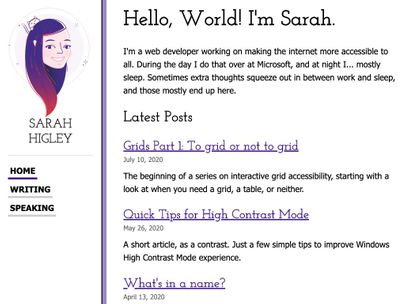 SARAH
HIGLEY
HOME
WRITING
SPEAKING
Hello, World! I'm Sarah.
I'm a web developer working on making the internet more accessible to
all. During the day I do that over at Microsoft, and at night I... mostly
sleep. Sometimes extra thoughts squeeze out in between work and sleep,
and those mostly end up here.
Latest Posts
Grids Part 1: To grid or not to grid
July 10, 2020
The beginning of a series on interactive grid accessibility, starting with a
look at when you need a grid, a table, or neither.
Quick Tips for High Contrast Mode
May 26, 2020
A short article, as a contrast. Just a few simple tips to improve Windows
High Contrast Mode experience.
What's in a name?
April 13, 2020